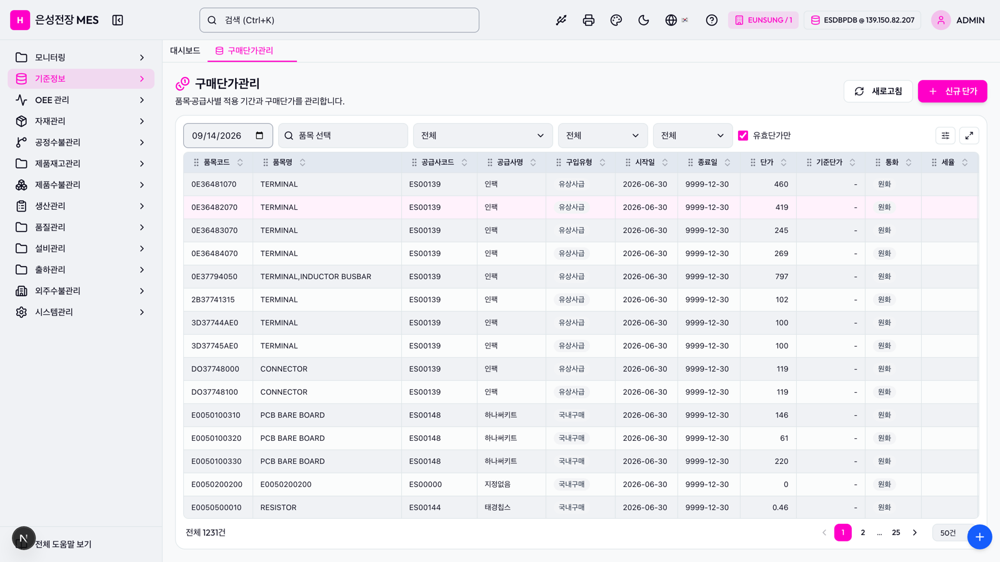 H 은성전장 MES
검색 (Ctrl+K)
EUNSUNG / 1
ESDBPDB @ 139.150.82.207
ADMIN
모니터링
기준정보
OEE 관리
자재관리
공정수불관리
제품재고관리
제품수불관리
생산관리
품질관리
설비관리
출하관리
외주수불관리
시스템관리
N 전체 도움말 보기
대시보드 구매단가관리
구매단가관리
품목·공급사별 적용 기간과 구매단가를 관리합니다.
새로고침
신규 단가
09/14/2026 품목 선택 전체 전체 전체 유효단가만
품목코드 품목명 공급사코드 공급사명 구입유형 시작일 종료일 단가 기준단가 통화 세율
0E36481070 TERMINAL ES00139 인팩 유상사급 2026-06-30 9999-12-30 460 - 원화
0E36482070 TERMINAL ES00139 인팩 유상사급 2026-06-30 9999-12-30 419 - 원화
0E36483070 TERMINAL ES00139 인팩 유상사급 2026-06-30 9999-12-30 245 - 원화
0E36484070 TERMINAL ES00139 인팩 유상사급 2026-06-30 9999-12-30 269 - 원화
0E37794050 TERMINAL,INDUCTOR BUSBAR ES00139 인팩 유상사급 2026-06-30 9999-12-30 797 - 원화
2B37741315 TERMINAL ES00139 인팩 유상사급 2026-06-30 9999-12-30 102 - 원화
3D37744AE0 TERMINAL ES00139 인팩 유상사급 2026-06-30 9999-12-30 100 - 원화
3D37745AE0 TERMINAL ES00139 인팩 유상사급 2026-06-30 9999-12-30 100 - 원화
DO37748000 CONNECTOR ES00139 인팩 유상사급 2026-06-30 9999-12-30 119 - 원화
DO37748100 CONNECTOR ES00139 인팩 유상사급 2026-06-30 9999-12-30 119 - 원화
E0050100310 PCB BARE BOARD ES00148 하나써키트 국내구매 2026-06-30 9999-12-30 146 - 원화
E0050100320 PCB BARE BOARD ES00148 하나써키트 국내구매 2026-06-30 9999-12-30 61 - 원화
E0050100330 PCB BARE BOARD ES00148 하나써키트 국내구매 2026-06-30 9999-12-30 220 - 원화
E0050200200 E0050200200 ES00000 지정없음 국내구매 2026-06-30 9999-12-30 0 - 원화
E0050500010 RESISTOR ES00144 태경칩스 국내구매 2026-06-30 9999-12-30 0.46 - 원화
전체 1231건
1 2 ... 25
50건